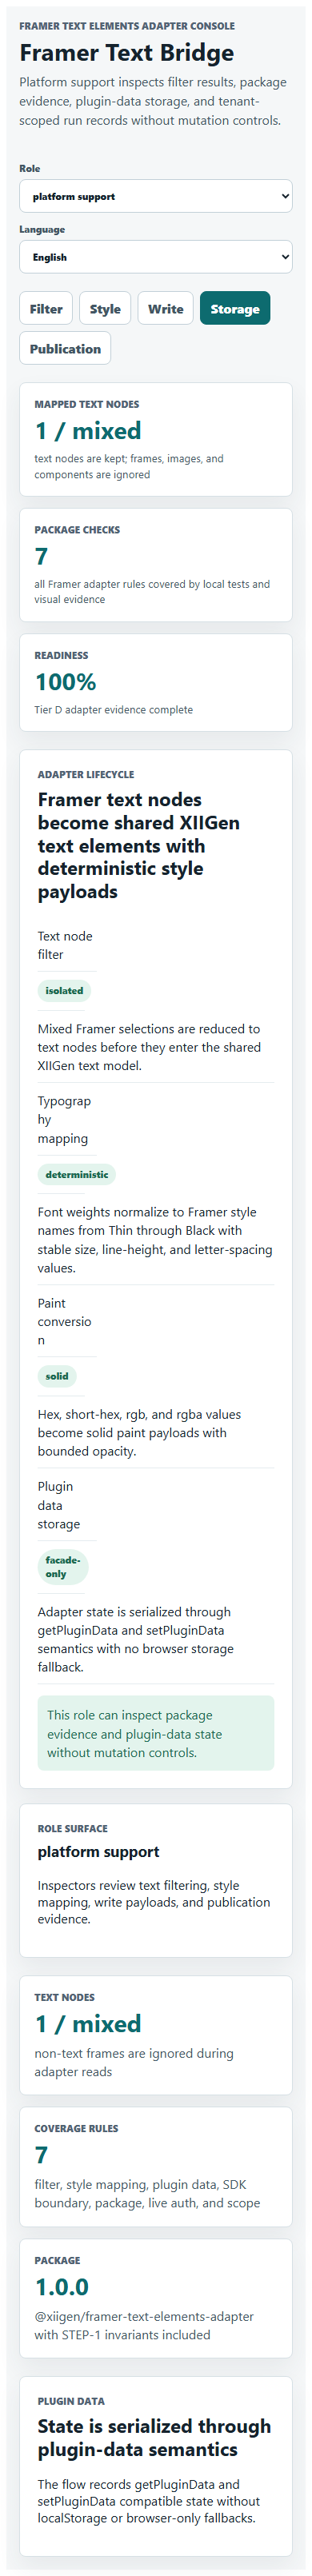 FRAMER TEXT ELEMENTS ADAPTER CONSOLE
Framer Text Bridge
Platform support inspects filter results, package
evidence, plugin-data storage, and tenant-
scoped run records without mutation controls.
Role
platform support
Language
English
Filter
Style
Write
Storage
Publication
MAPPED TEXT NODES
1 / mixed
text nodes are kept; frames, images, and
components are ignored
PACKAGE CHECKS
7
all Framer adapter rules covered by local tests and
visual evidence
READINESS
100%
Tier D adapter evidence complete
ADAPTER LIFECYCLE
Framer text nodes
become shared XIIGen
text elements with
deterministic style
payloads
Text node
filter
isolated
Mixed Framer selections are reduced to
text nodes before they enter the shared
XIIGen text model.
Typograp
hy
mapping
deterministic
Font weights normalize to Framer style
names from Thin through Black with
stable size, line-height, and letter-spacing
values.
Paint
conversio
n
solid
Hex, short-hex, rgb, and rgba values
become solid paint payloads with
bounded opacity.
Plugin
data
storage
facade-
only
Adapter state is serialized through
getPluginData and setPluginData
semantics with no browser storage
fallback.
This role can inspect package
evidence and plugin-data state
without mutation controls.
ROLE SURFACE
platform support
Inspectors review text filtering, style
mapping, write payloads, and publication
evidence.
TEXT NODES
1 / mixed
non-text frames are ignored during
adapter reads
COVERAGE RULES
7
filter, style mapping, plugin data, SDK
boundary, package, live auth, and scope
PACKAGE
1.0.0
@xiigen/framer-text-elements-adapter
with STEP-1 invariants included
PLUGIN DATA
State is serialized through
plugin-data semantics
The flow records getPluginData and
setPluginData compatible state without
localStorage or browser-only fallbacks.